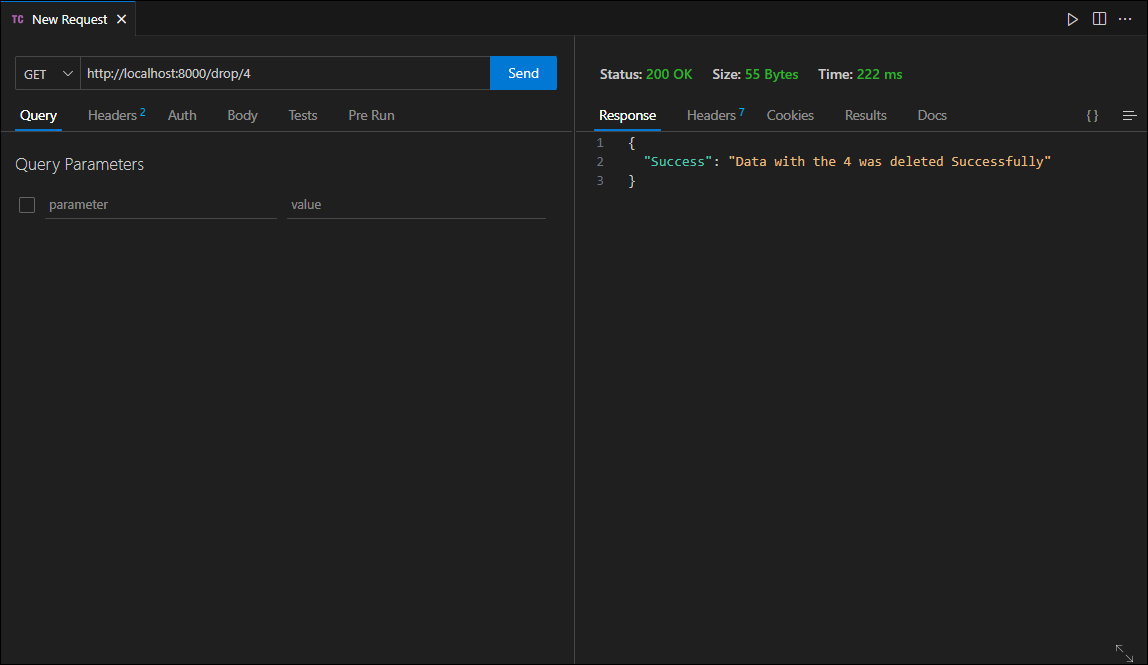 TC New Request
GET http://localhost:8000/drop/4 Send
Query Headers 2 Auth Body Tests Pre Run
Query Parameters
parameter value
Status: 200 OK Size: 55 Bytes Time: 222 ms
Response Headers 7 Cookies Results Docs {}
1 {
2 "Success": "Data with the 4 was deleted Successfully"
3 }